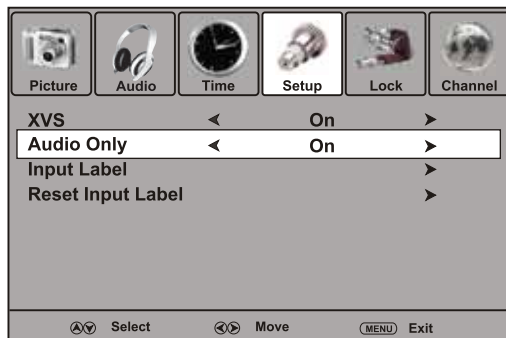 Picture Audio Time Setup Lock Channel
XVS On
Audio Only On
Input Label
Reset Input Label
Select Move MENU Exit